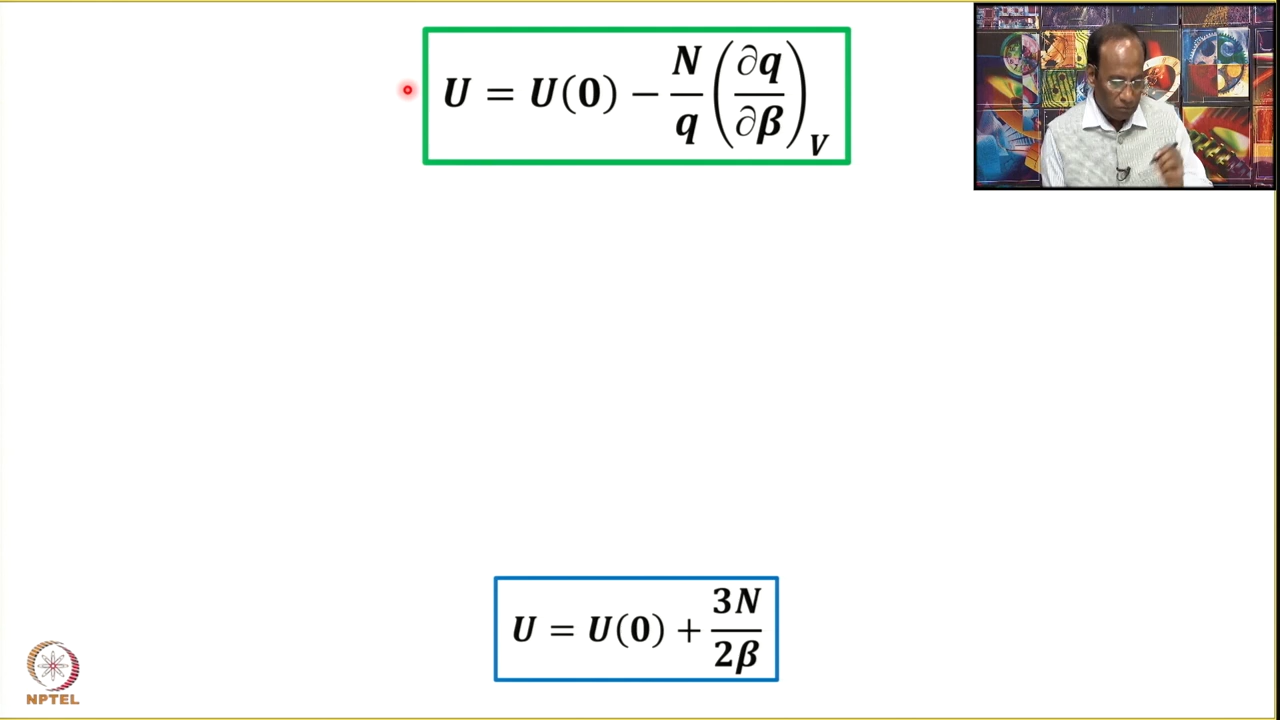 U = U(0) − N/q (∂q/∂β)_V
U = U(0) + 3N/2β
NPTEL